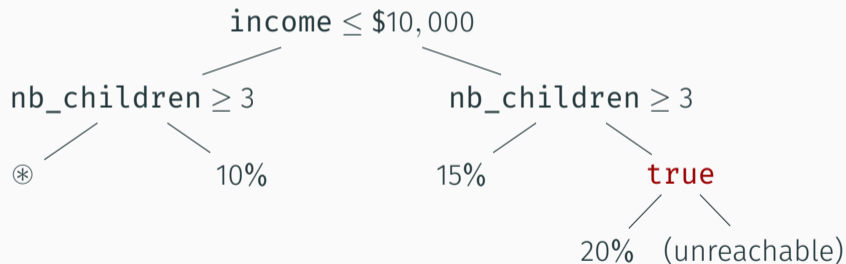 income ≤ $10,000
nb_children ≥ 3 nb_children ≥ 3
⊛ 10% 15% true
20% (unreachable)